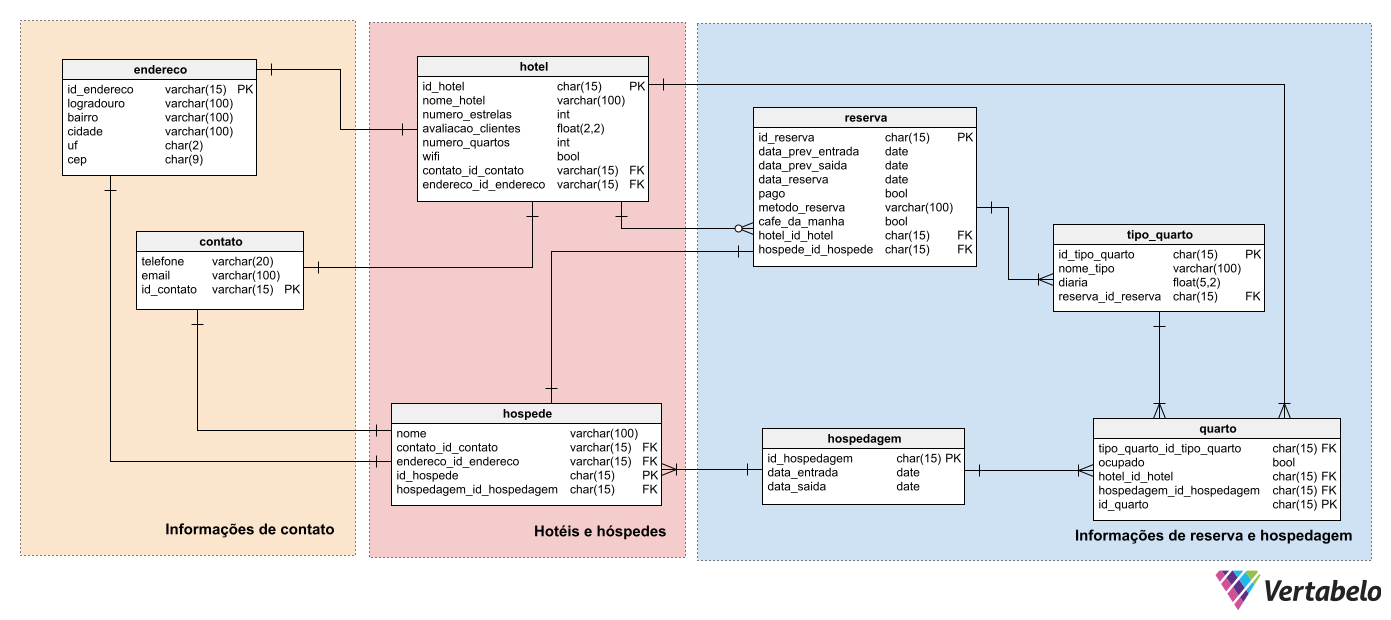 endereco
id_endereco varchar(15) PK
logradouro varchar(100)
bairro varchar(100)
cidade varchar(100)
uf char(2)
cep char(9)
contato
telefone varchar(20)
email varchar(100)
id_contato varchar(15) PK
Informações de contato
hotel
id_hotel char(15) PK
nome_hotel varchar(100)
numero_estrelas int
avaliacao_clientes float(2,2)
numero_quartos int
wifi bool
contato_id_contato varchar(15) FK
endereco_id_endereco varchar(15) FK
hospede
nome varchar(100)
contato_id_contato varchar(15) FK
endereco_id_endereco varchar(15) FK
id_hospede char(15) PK
hospedagem_id_hospedagem char(15) FK
Hotéis e hóspedes
reserva
id_reserva char(15) PK
data_prev_entrada date
data_prev_saida date
data_reserva date
pago bool
metodo_reserva varchar(100)
cafe_da_manha bool
hotel_id_hotel char(15) FK
hospede_id_hospede char(15) FK
tipo_quarto
id_tipo_quarto char(15) PK
nome_tipo varchar(100)
diaria float(5,2)
reserva_id_reserva char(15) FK
hospedagem
id_hospedagem char(15) PK
data_entrada date
data_saida date
quarto
tipo_quarto_id_tipo_quarto char(15) FK
ocupado bool
hotel_id_hotel char(15) FK
hospedagem_id_hospedagem char(15) FK
id_quarto char(15) PK
Informações de reserva e hospedagem
Vertabelo